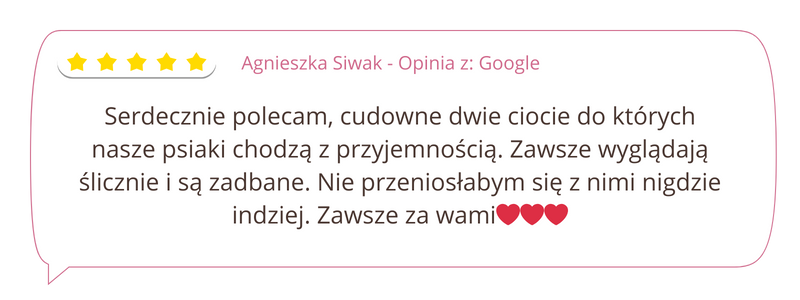 Agnieszka Siwak - Opinia z: Google
Serdecznie polecam, cudowne dwie ciocie do których
nasze psiaki chodzą z przyjemnością. Zawsze wyglądają
ślicznie i są zadbane. Nie przeniosłabym się z nimi nigdzie
indziej. Zawsze za wami❤❤❤